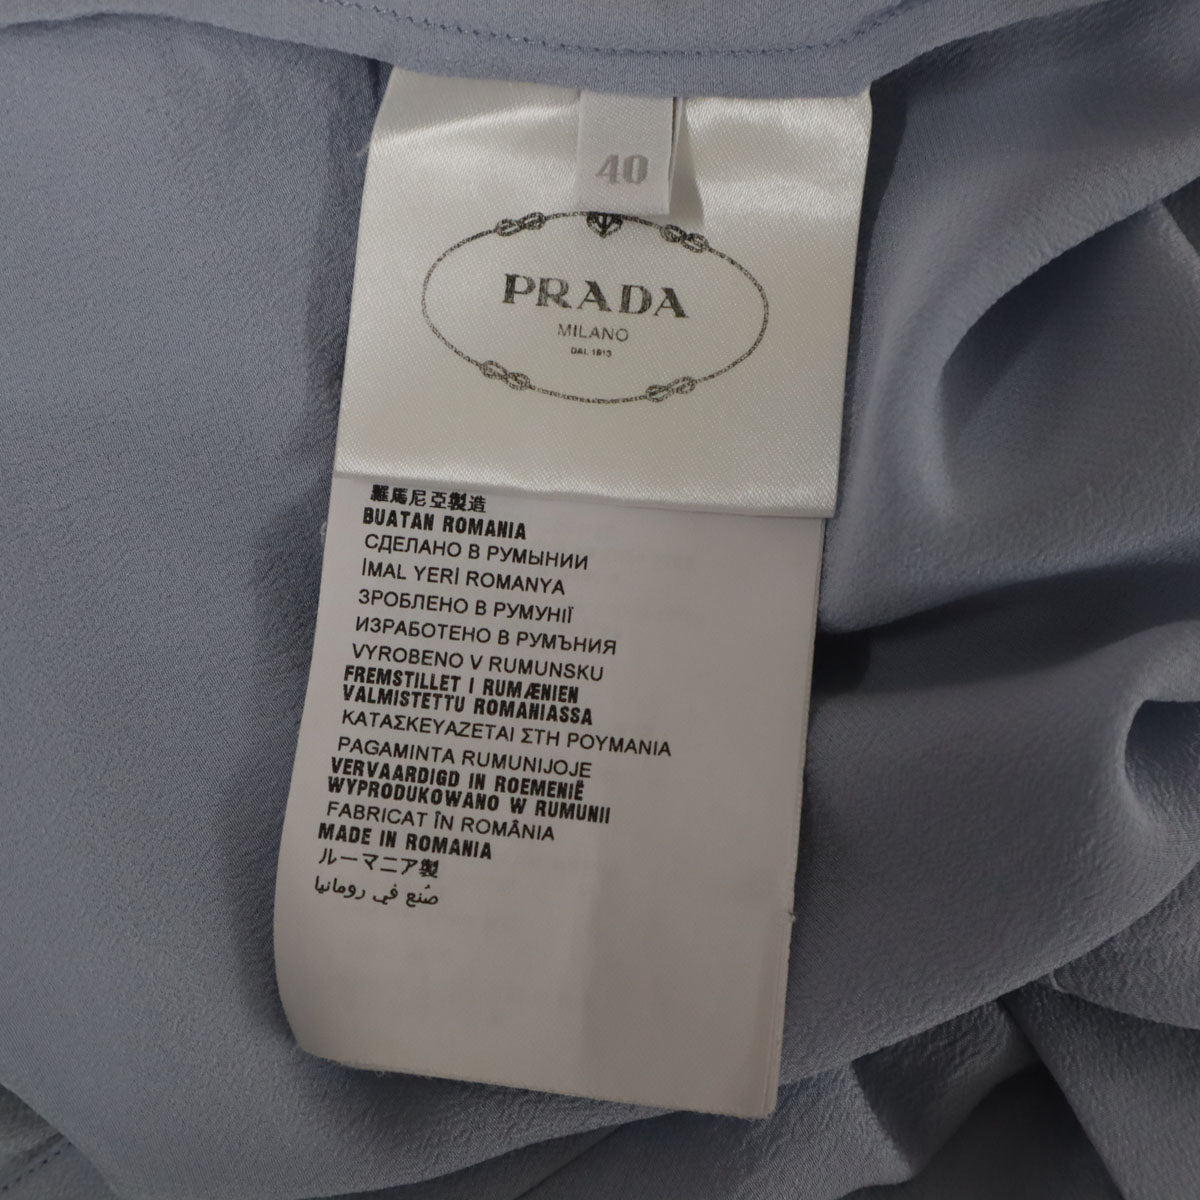 40
PRADA
MILANO
DAL 1913
羅馬尼亞製造
BUATAN ROMANIA
СДЕЛАНО В РУМЫНИИ
İMAL YERİ ROMANYA
ЗРОБЛЕНО В РУМУНІЇ
ИЗРАБОТЕНО В РУМЪНИЯ
VYROBENO V RUMUNSKU
FREMSTILLET I RUMÆNIEN
VALMISTETTU ROMANIASSA
ΚΑΤΑΣΚΕΥΑΖΕΤΑΙ ΣΤΗ ΡΟΥΜΑΝΙΑ
PAGAMINTA RUMUNIJOJE
VERVAARDIGD IN ROEMENIË
WYPRODUKOWANO W RUMUNII
FABRICAT ÎN ROMÂNIA
MADE IN ROMANIA
ルーマニア製
صُنع في رومانيا